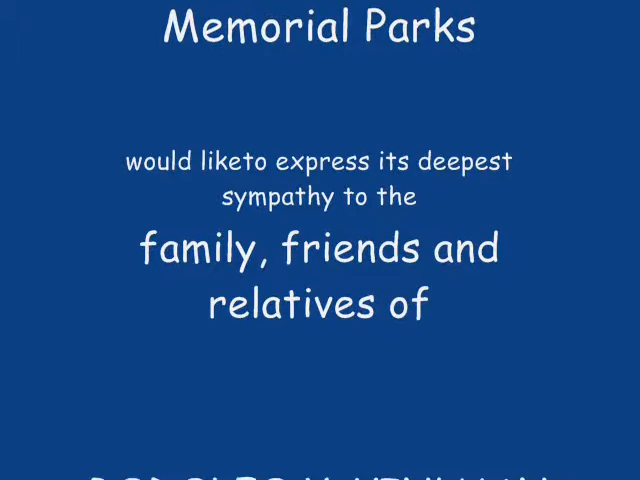 Memorial Parks
would liketo express its deepest
sympathy to the
family, friends and
relatives of